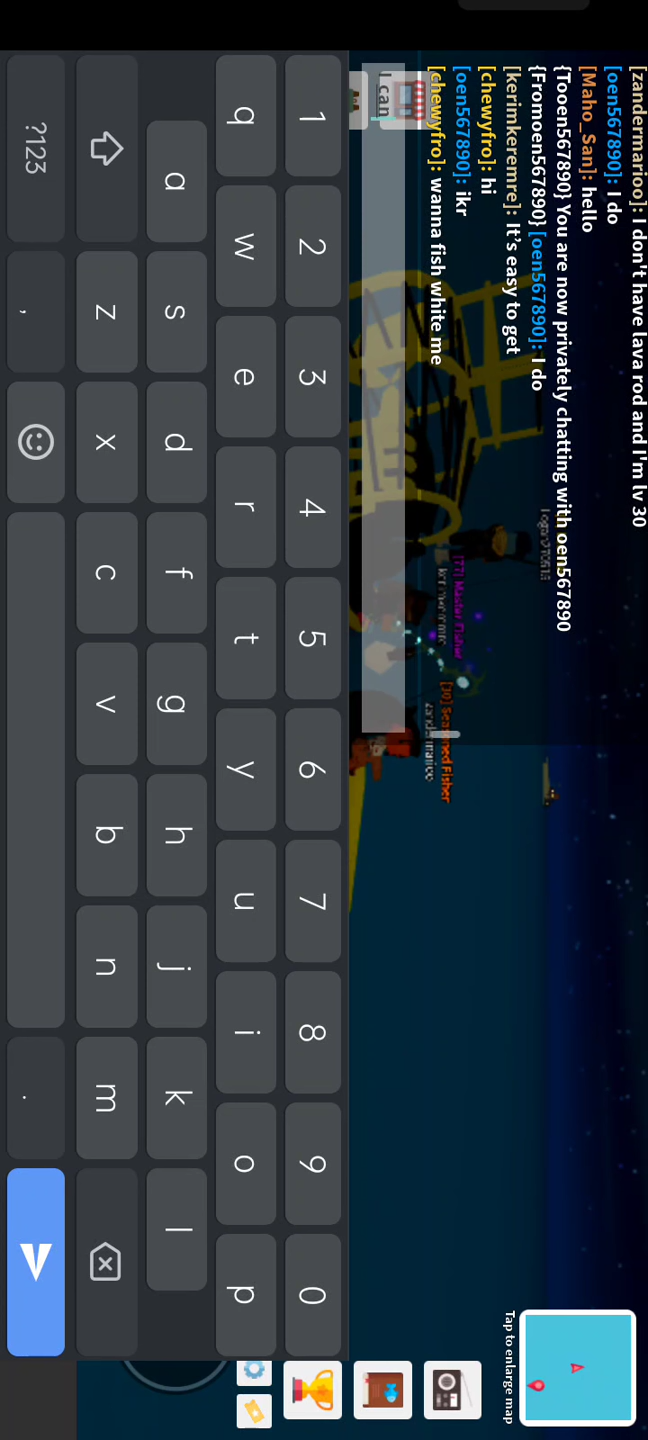 [zandermarioo]: I don't have lava rod and I'm lv 30
[oen567890]: I do
[Maho_San]: hello
{Tooen567890} You are now privately chatting with oen567890
{Fromoen567890} [oen567890]: I do
[kerimkeremre]: It's easy to get
[chewyfro]: hi
[oen567890]: ikr
[chewyfro]: wanna fish white me
I can
[77] Master Fisher
[30] Seasoned Fisher
Tap to enlarge map
1 2 3 4 5 6 7 8 9 0
q w e r t y u i o p
a s d f g h j k l
z x c v b n m
?123 , .